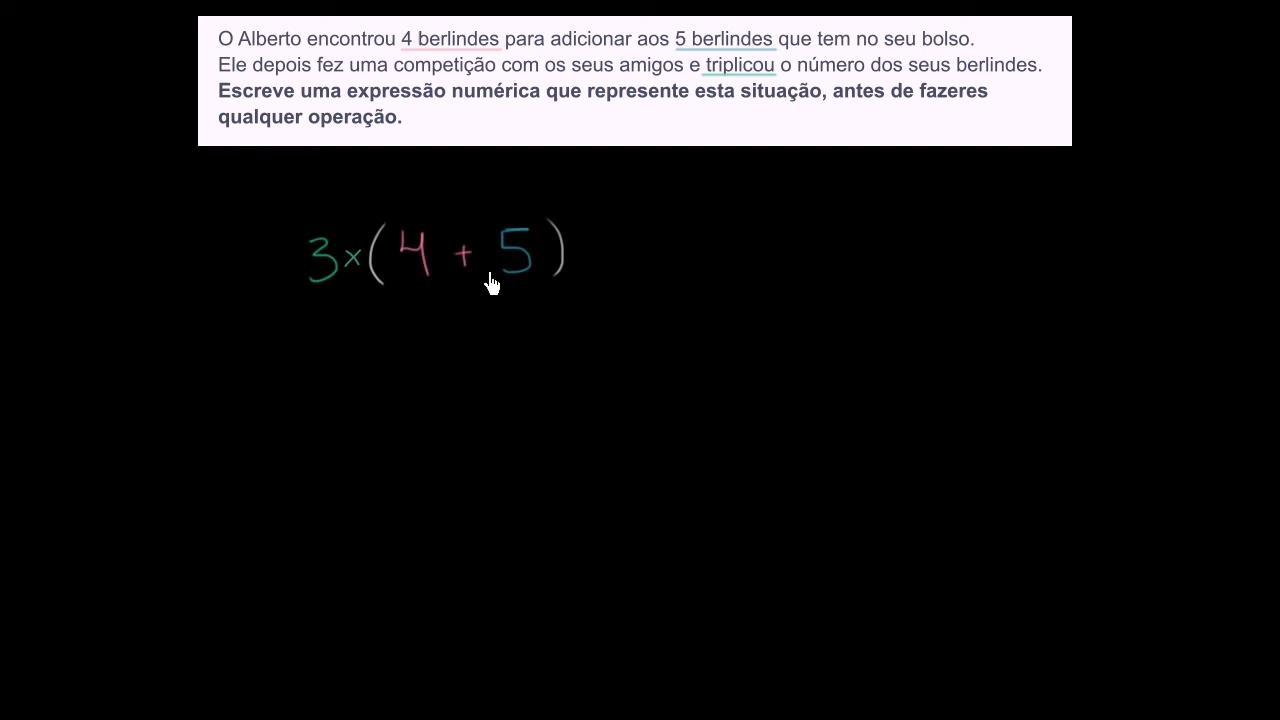 O Alberto encontrou 4 berlindes para adicionar aos 5 berlindes que tem no seu bolso.
Ele depois fez uma competição com os seus amigos e triplicou o número dos seus berlindes.
Escreve uma expressão numérica que represente esta situação, antes de fazeres
qualquer operação.
3×(4 + 5)